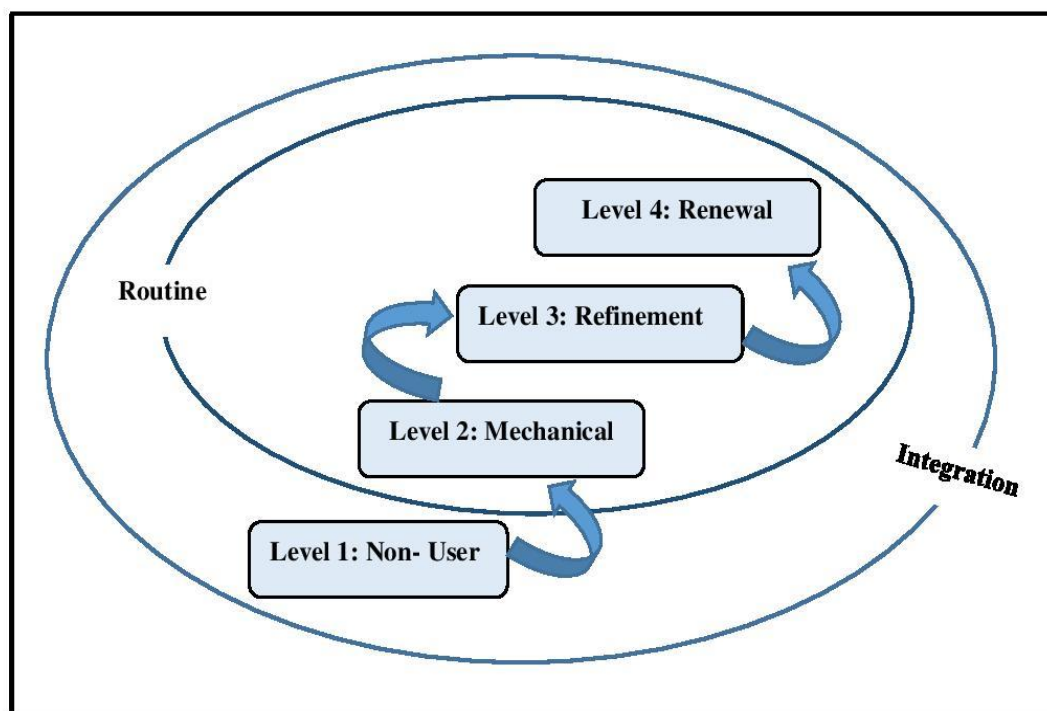 Level 4: Renewal
Routine
Level 3: Refinement
Level 2: Mechanical
Integration
Level 1: Non- User